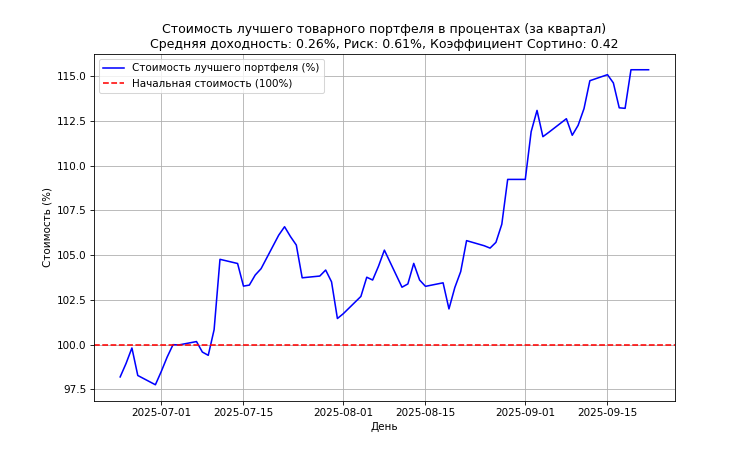 Стоимость лучшего товарного портфеля в процентах (за квартал)
Средняя доходность: 0.26%, Риск: 0.61%, Коэффициент Сортино: 0.42
Стоимость лучшего портфеля (%)
Начальная стоимость (100%)
Стоимость (%)
115.0
112.5
110.0
107.5
105.0
102.5
100.0
97.5
2025-07-01 2025-07-15 2025-08-01 2025-08-15 2025-09-01 2025-09-15
День